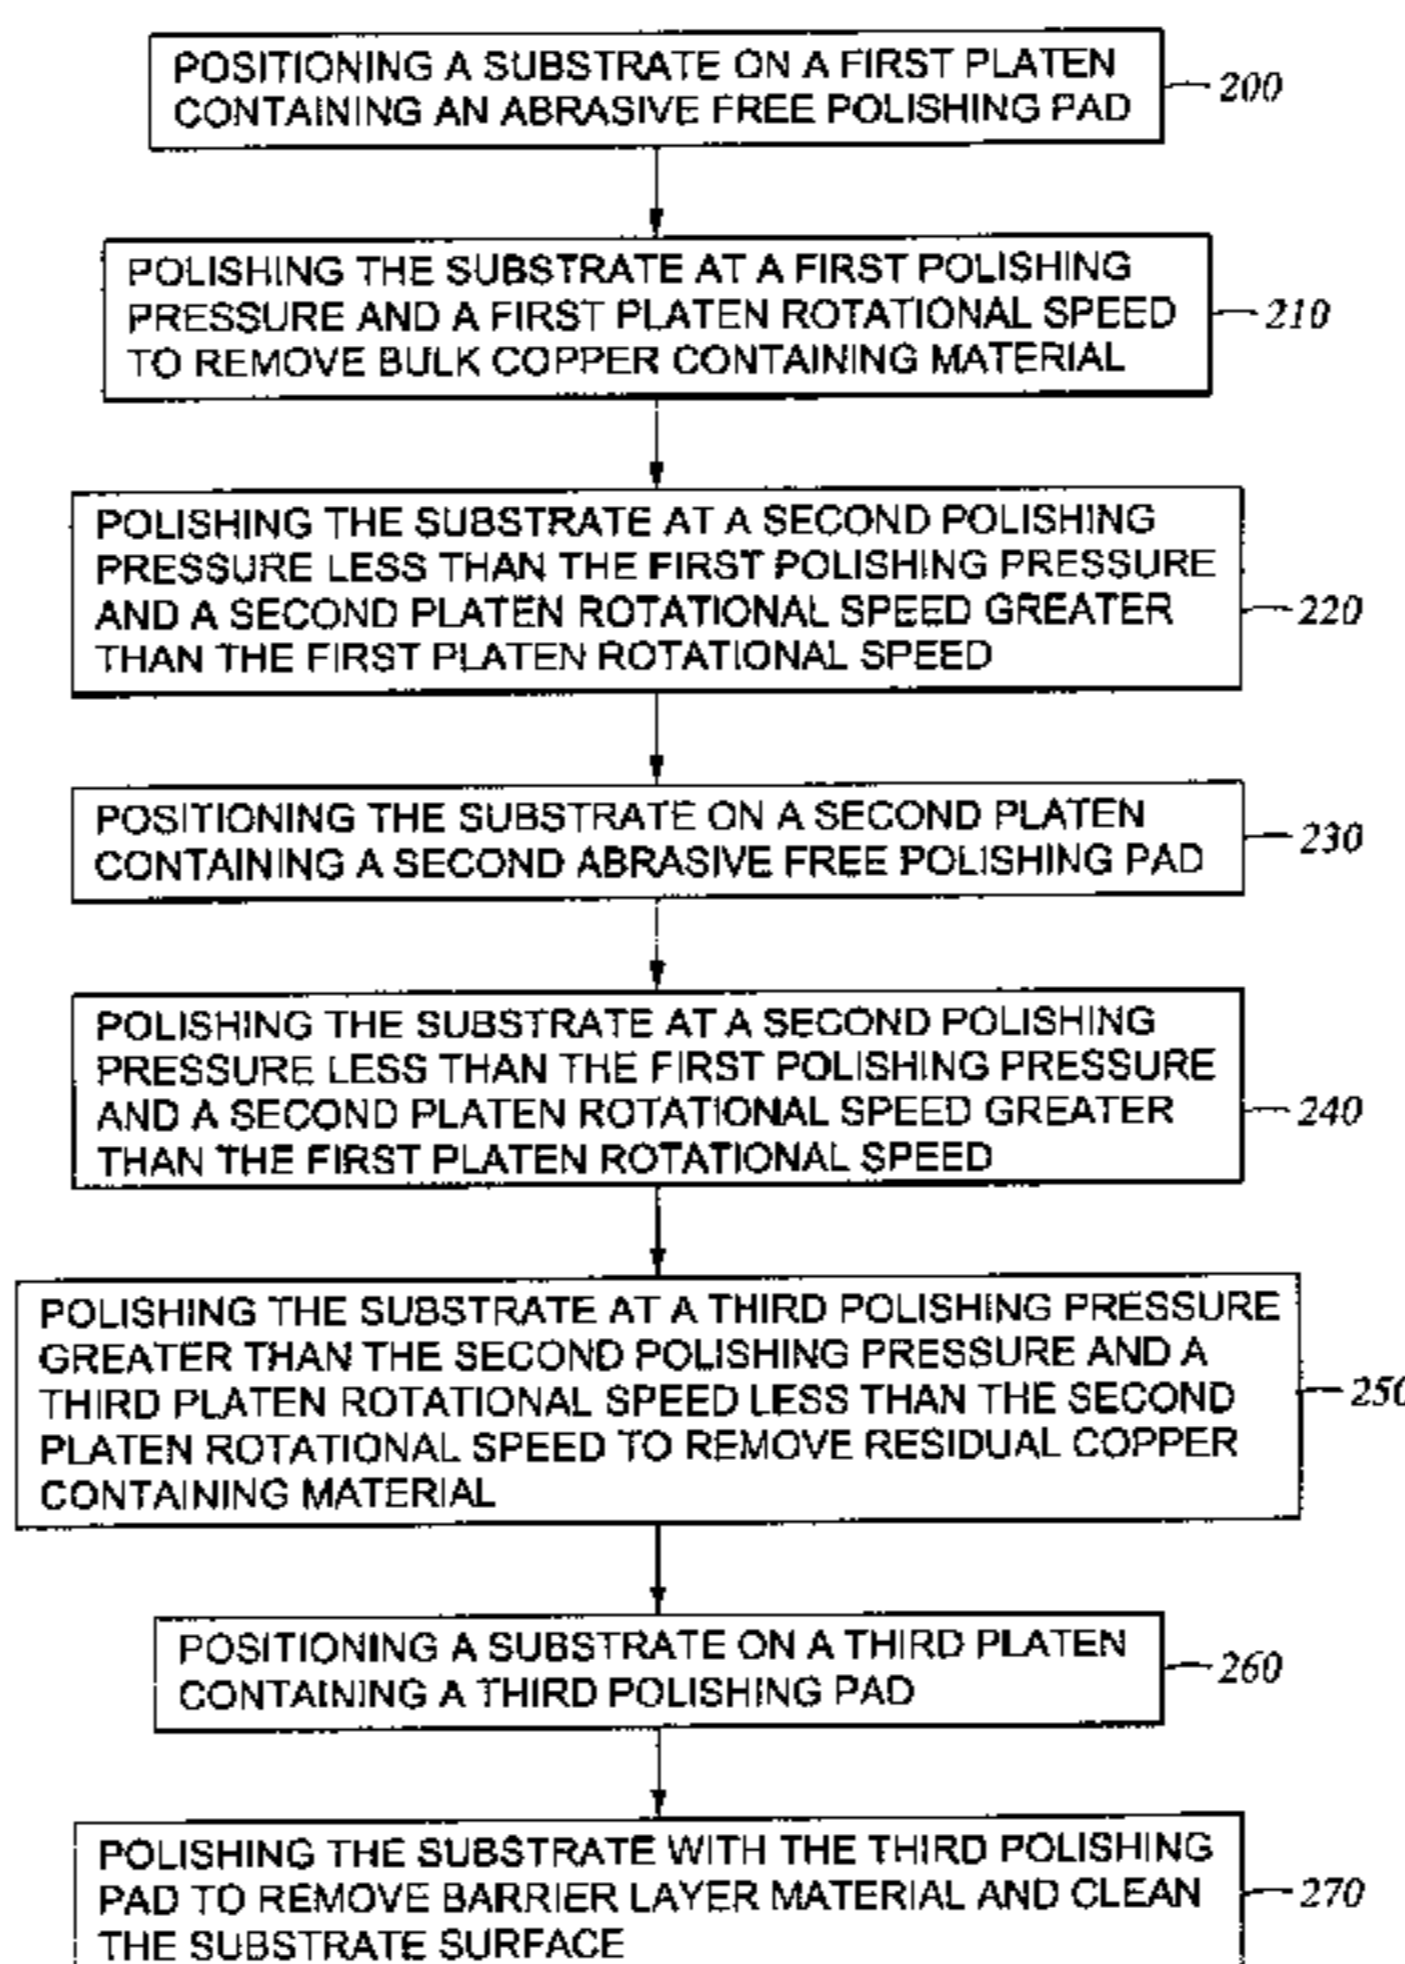 POSITIONING A SUBSTRATE ON A FIRST PLATEN
CONTAINING AN ABRASIVE FREE POLISHING PAD
200
POLISHING THE SUBSTRATE AT A FIRST POLISHING
PRESSURE AND A FIRST PLATEN ROTATIONAL SPEED
TO REMOVE BULK COPPER CONTAINING MATERIAL
210
POLISHING THE SUBSTRATE AT A SECOND POLISHING
PRESSURE LESS THAN THE FIRST POLISHING PRESSURE
AND A SECOND PLATEN ROTATIONAL SPEED GREATER
THAN THE FIRST PLATEN ROTATIONAL SPEED
220
POSITIONING THE SUBSTRATE ON A SECOND PLATEN
CONTAINING A SECOND ABRASIVE FREE POLISHING PAD
230
POLISHING THE SUBSTRATE AT A SECOND POLISHING
PRESSURE LESS THAN THE FIRST POLISHING PRESSURE
AND A SECOND PLATEN ROTATIONAL SPEED GREATER
THAN THE FIRST PLATEN ROTATIONAL SPEED
240
POLISHING THE SUBSTRATE AT A THIRD POLISHING PRESSURE
GREATER THAN THE SECOND POLISHING PRESSURE AND A
THIRD PLATEN ROTATIONAL SPEED LESS THAN THE SECOND
PLATEN ROTATIONAL SPEED TO REMOVE RESIDUAL COPPER
CONTAINING MATERIAL
250
POSITIONING A SUBSTRATE ON A THIRD PLATEN
CONTAINING A THIRD POLISHING PAD
260
POLISHING THE SUBSTRATE WITH THE THIRD POLISHING
PAD TO REMOVE BARRIER LAYER MATERIAL AND CLEAN
THE SUBSTRATE SURFACE
270